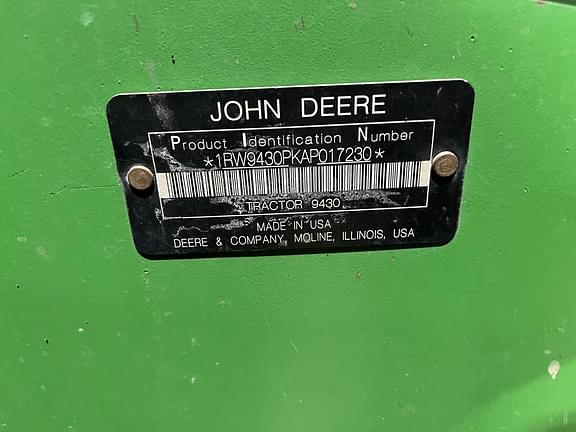 JOHN DEERE
Product Identification Number
*1RW9430PKAP017230*
TRACTOR 9430
MADE IN USA
DEERE & COMPANY, MOLINE, ILLINOIS, USA